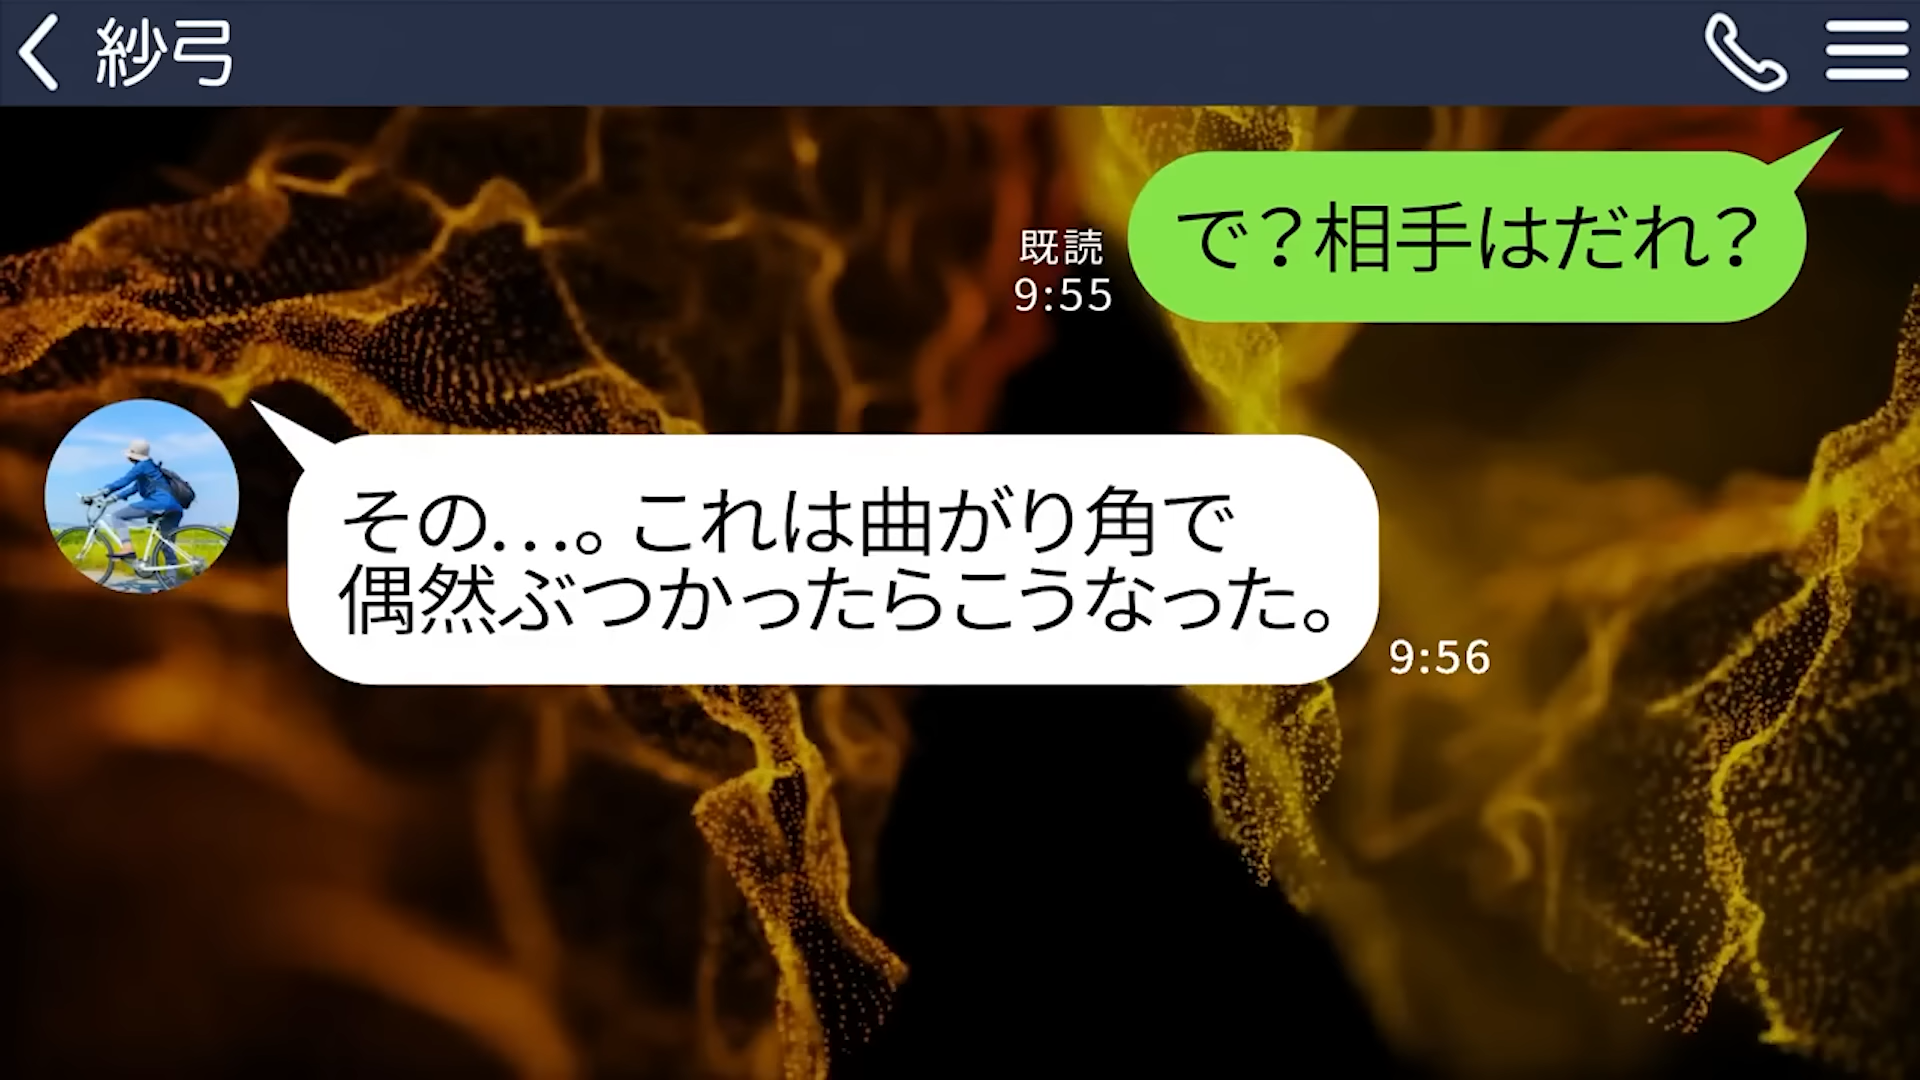 紗弓
で？相手はだれ？
既読
9:55
その…。これは曲がり角で
偶然ぶつかったらこうなった。
9:56